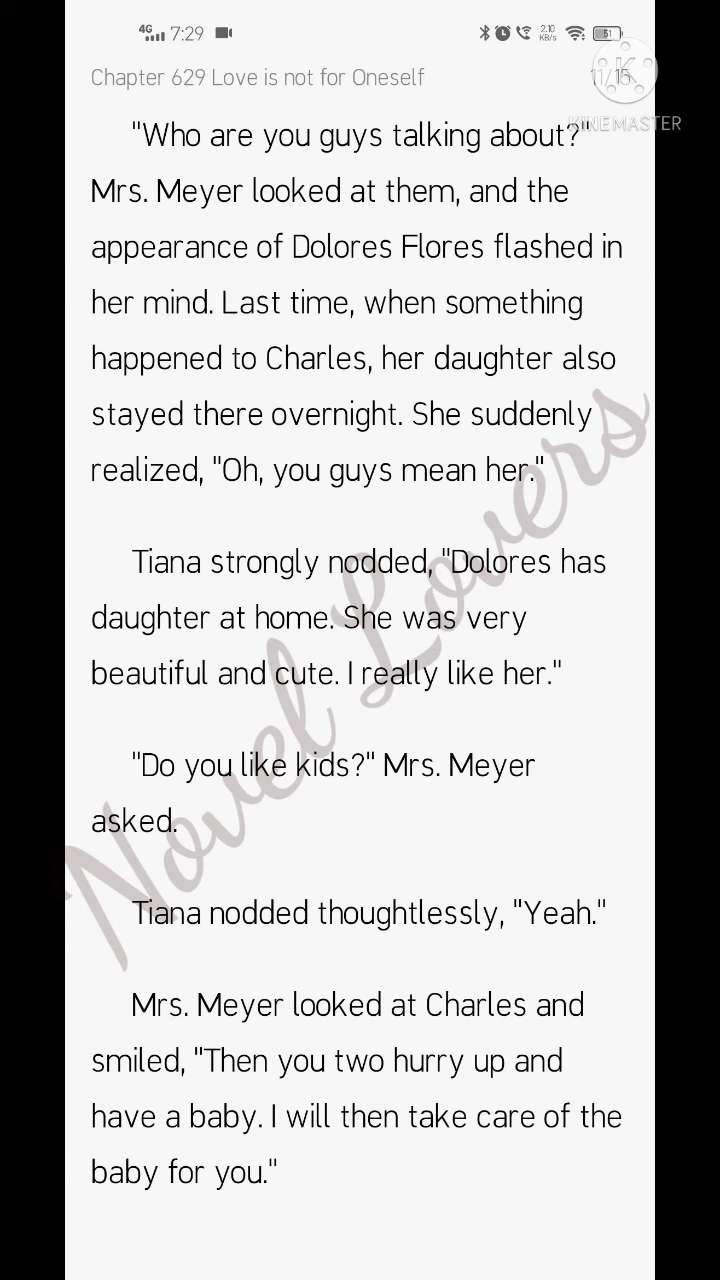 4G 7:29 2.10 KB/s 51
Chapter 629 Love is not for Oneself 11/15
KINEMASTER
"Who are you guys talking about?"
Mrs. Meyer looked at them, and the
appearance of Dolores Flores flashed in
her mind. Last time, when something
happened to Charles, her daughter also
stayed there overnight. She suddenly
realized, "Oh, you guys mean her."
Tiana strongly nodded, "Dolores has
daughter at home. She was very
beautiful and cute. I really like her."
"Do you like kids?" Mrs. Meyer
asked.
Tiana nodded thoughtlessly, "Yeah."
Mrs. Meyer looked at Charles and
smiled, "Then you two hurry up and
have a baby. I will then take care of the
baby for you."
Novel Lovers